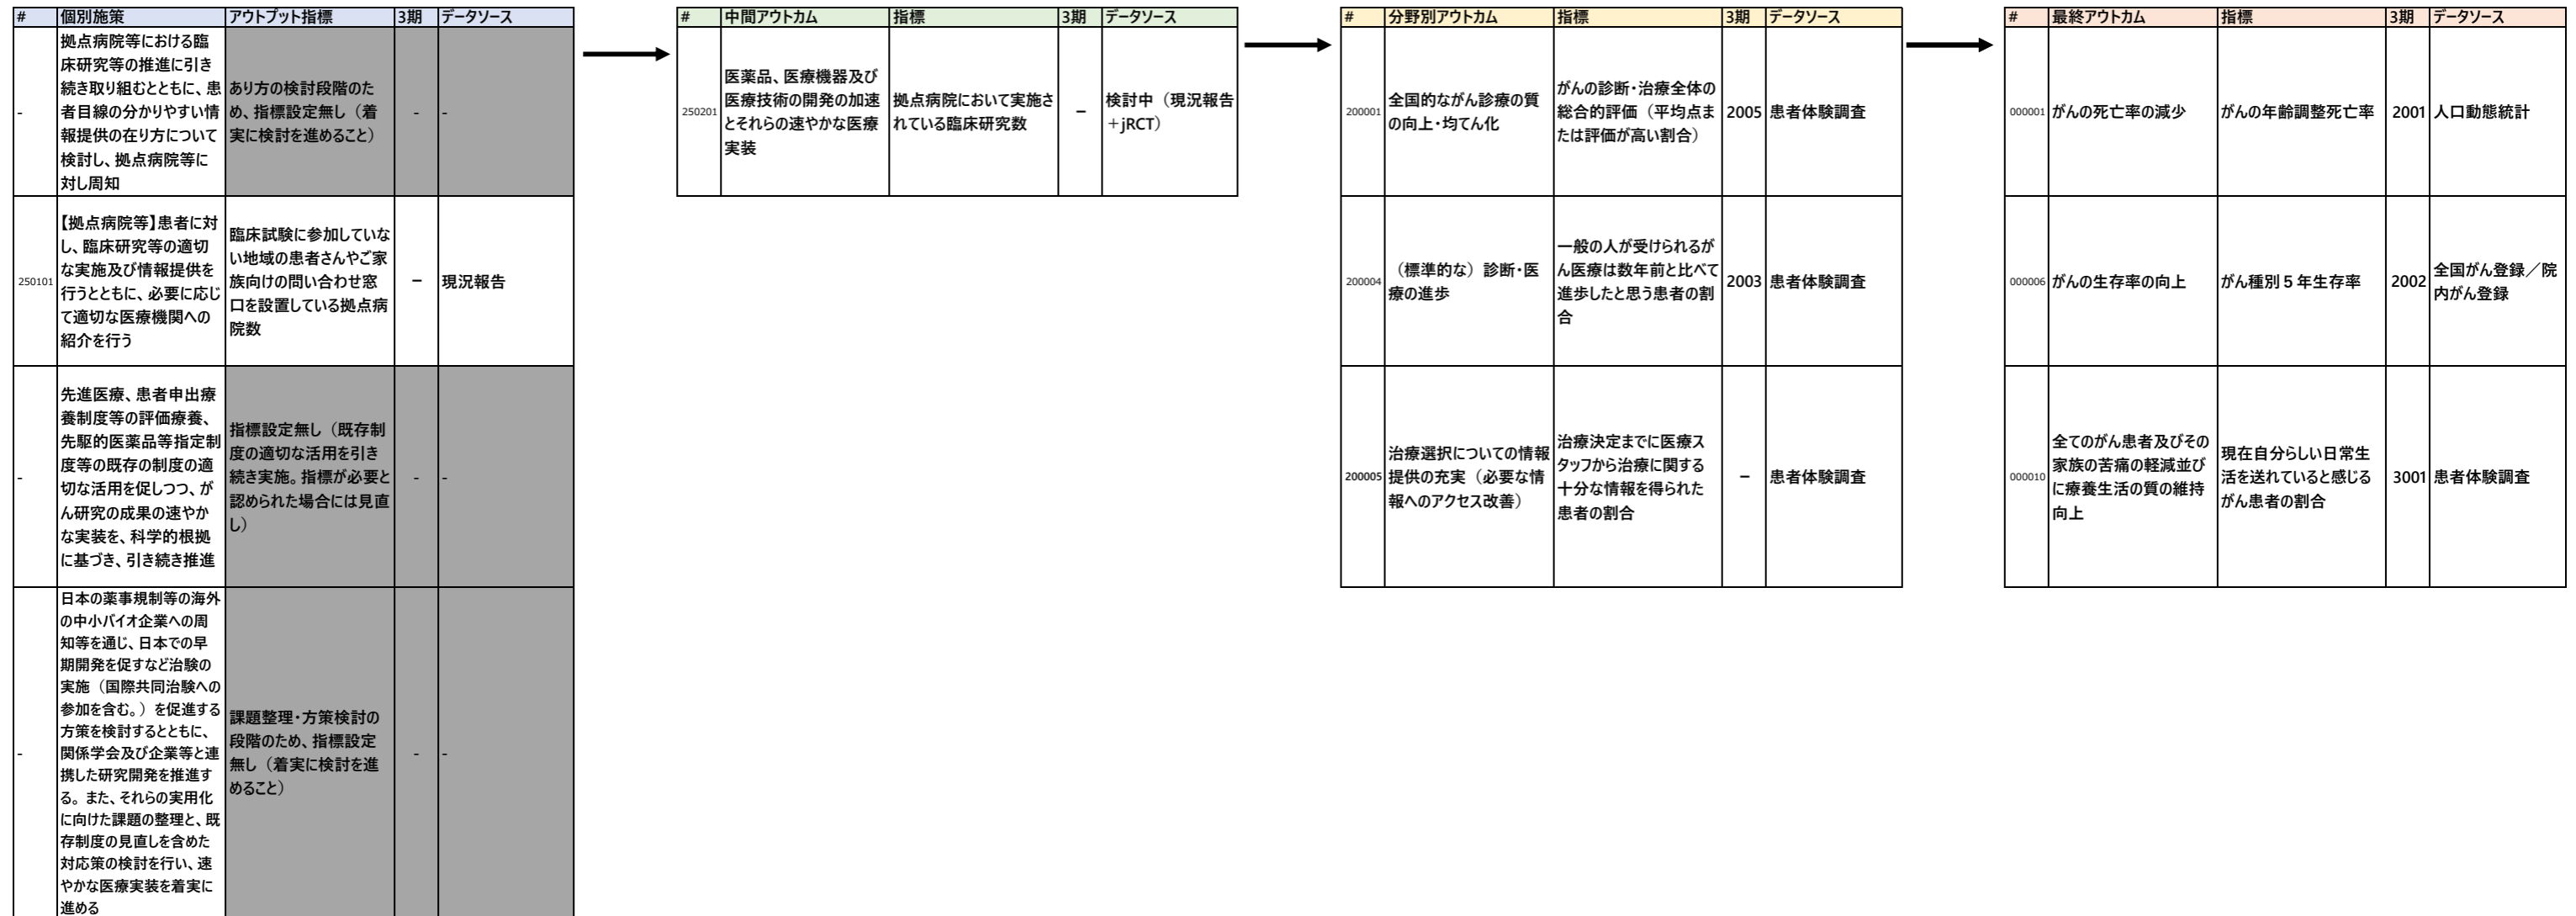 # 個別施策 アウトプット指標 3期 データソース
-
拠点病院等における臨
床研究等の推進に引き
続き取り組むとともに、患
者目線の分かりやすい情
報提供の在り方について
検討し、拠点病院等に
対し周知
あり方の検討段階のた
め、指標設定無し（着
実に検討を進めること）
-
-
250101
【拠点病院等】患者に対
し、臨床研究等の適切
な実施及び情報提供を
行うとともに、必要に応じ
て適切な医療機関への
紹介を行う
臨床試験に参加していな
い地域の患者さんやご家
族向けの問い合わせ窓
口を設置している拠点病
院数
－
現況報告
-
先進医療、患者申出療
養制度等の評価療養、
先駆的医薬品等指定制
度等の既存の制度の適
切な活用を促しつつ、が
ん研究の成果の速やか
な実装を、科学的根拠
に基づき、引き続き推進
指標設定無し（既存制
度の適切な活用を引き
続き実施。指標が必要と
認められた場合には見直
し）
-
-
-
日本の薬事規制等の海外
の中小バイオ企業への周
知等を通じ、日本での早
期開発を促すなど治験の
実施（国際共同治験への
参加を含む。）を促進する
方策を検討するとともに、
関係学会及び企業等と連
携した研究開発を推進す
る。また、それらの実用化
に向けた課題の整理と、既
存制度の見直しを含めた
対応策の検討を行い、速
やかな医療実装を着実に
進める
課題整理・方策検討の
段階のため、指標設定
無し（着実に検討を進
めること）
-
-
# 中間アウトカム 指標 3期 データソース
250201
医薬品、医療機器及び
医療技術の開発の加速
とそれらの速やかな医療
実装
拠点病院において実施さ
れている臨床研究数
－
検討中（現況報告
＋jRCT）
# 分野別アウトカム 指標 3期 データソース
200001
全国的ながん診療の質
の向上・均てん化
がんの診断・治療全体の
総合的評価（平均点ま
たは評価が高い割合）
2005
患者体験調査
200004
（標準的な）診断・医
療の進歩
一般の人が受けられるが
ん医療は数年前と比べて
進歩したと思う患者の割
合
2003
患者体験調査
200005
治療選択についての情報
提供の充実（必要な情
報へのアクセス改善）
治療決定までに医療ス
タッフから治療に関する
十分な情報を得られた
患者の割合
－
患者体験調査
# 最終アウトカム 指標 3期 データソース
000001
がんの死亡率の減少
がんの年齢調整死亡率
2001
人口動態統計
000006
がんの生存率の向上
がん種別５年生存率
2002
全国がん登録／院
内がん登録
000010
全てのがん患者及びその
家族の苦痛の軽減並び
に療養生活の質の維持
向上
現在自分らしい日常生
活を送れていると感じる
がん患者の割合
3001
患者体験調査